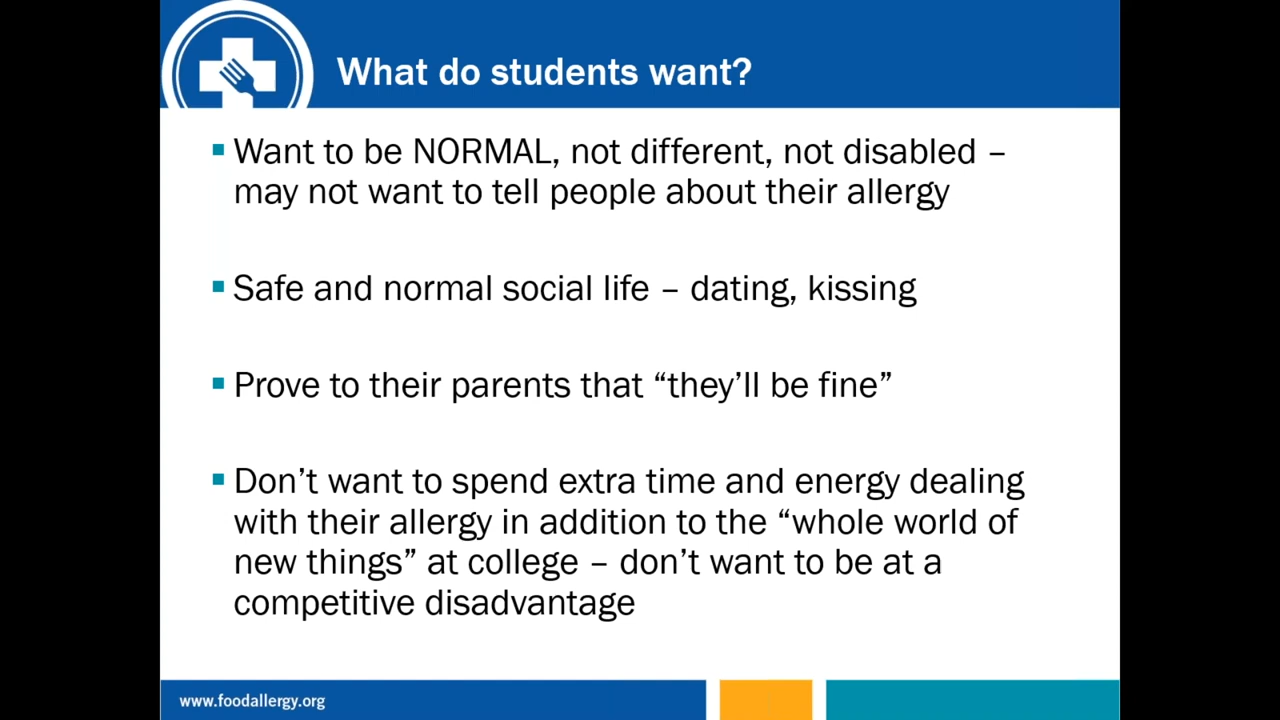 What do students want?
Want to be NORMAL, not different, not disabled –
may not want to tell people about their allergy
Safe and normal social life – dating, kissing
Prove to their parents that “they’ll be fine”
Don’t want to spend extra time and energy dealing
with their allergy in addition to the “whole world of
new things” at college – don’t want to be at a
competitive disadvantage
www.foodallergy.org